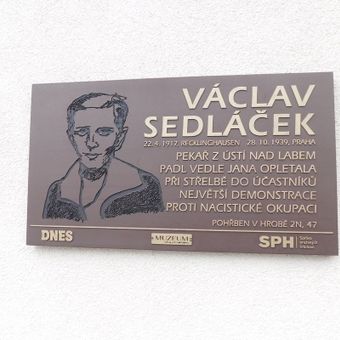 VÁCLAV
SEDLÁČEK
22.4.1917, RECKLINGHAUSEN 28.10.1939, PRAHA
PEKAŘ Z ÚSTÍ NAD LABEM
PADL VEDLE JANA OPLETALA
PŘI STŘELBĚ DO ÚČASTNÍKŮ
NEJVĚTŠÍ DEMONSTRACE
PROTI NACISTICKÉ OKUPACI
POHŘBEN V HROBĚ 2N, 47
DNES MUZEUM SPH